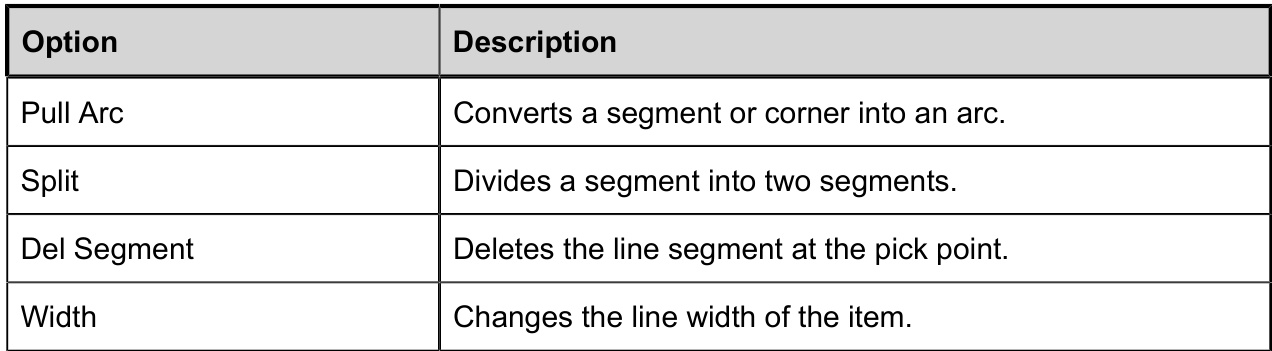 Option Description
Pull Arc Converts a segment or corner into an arc.
Split Divides a segment into two segments.
Del Segment Deletes the line segment at the pick point.
Width Changes the line width of the item.